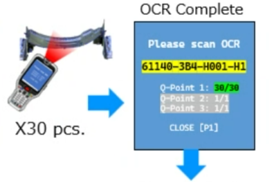 OCR Complete
Please scan OCR
61140-3B4-H001-H1
Q-Point 1: 30/30
Q-Point 2: 1/1
Q-Point 3: 1/1
CLOSE [P1]
X30 pcs.